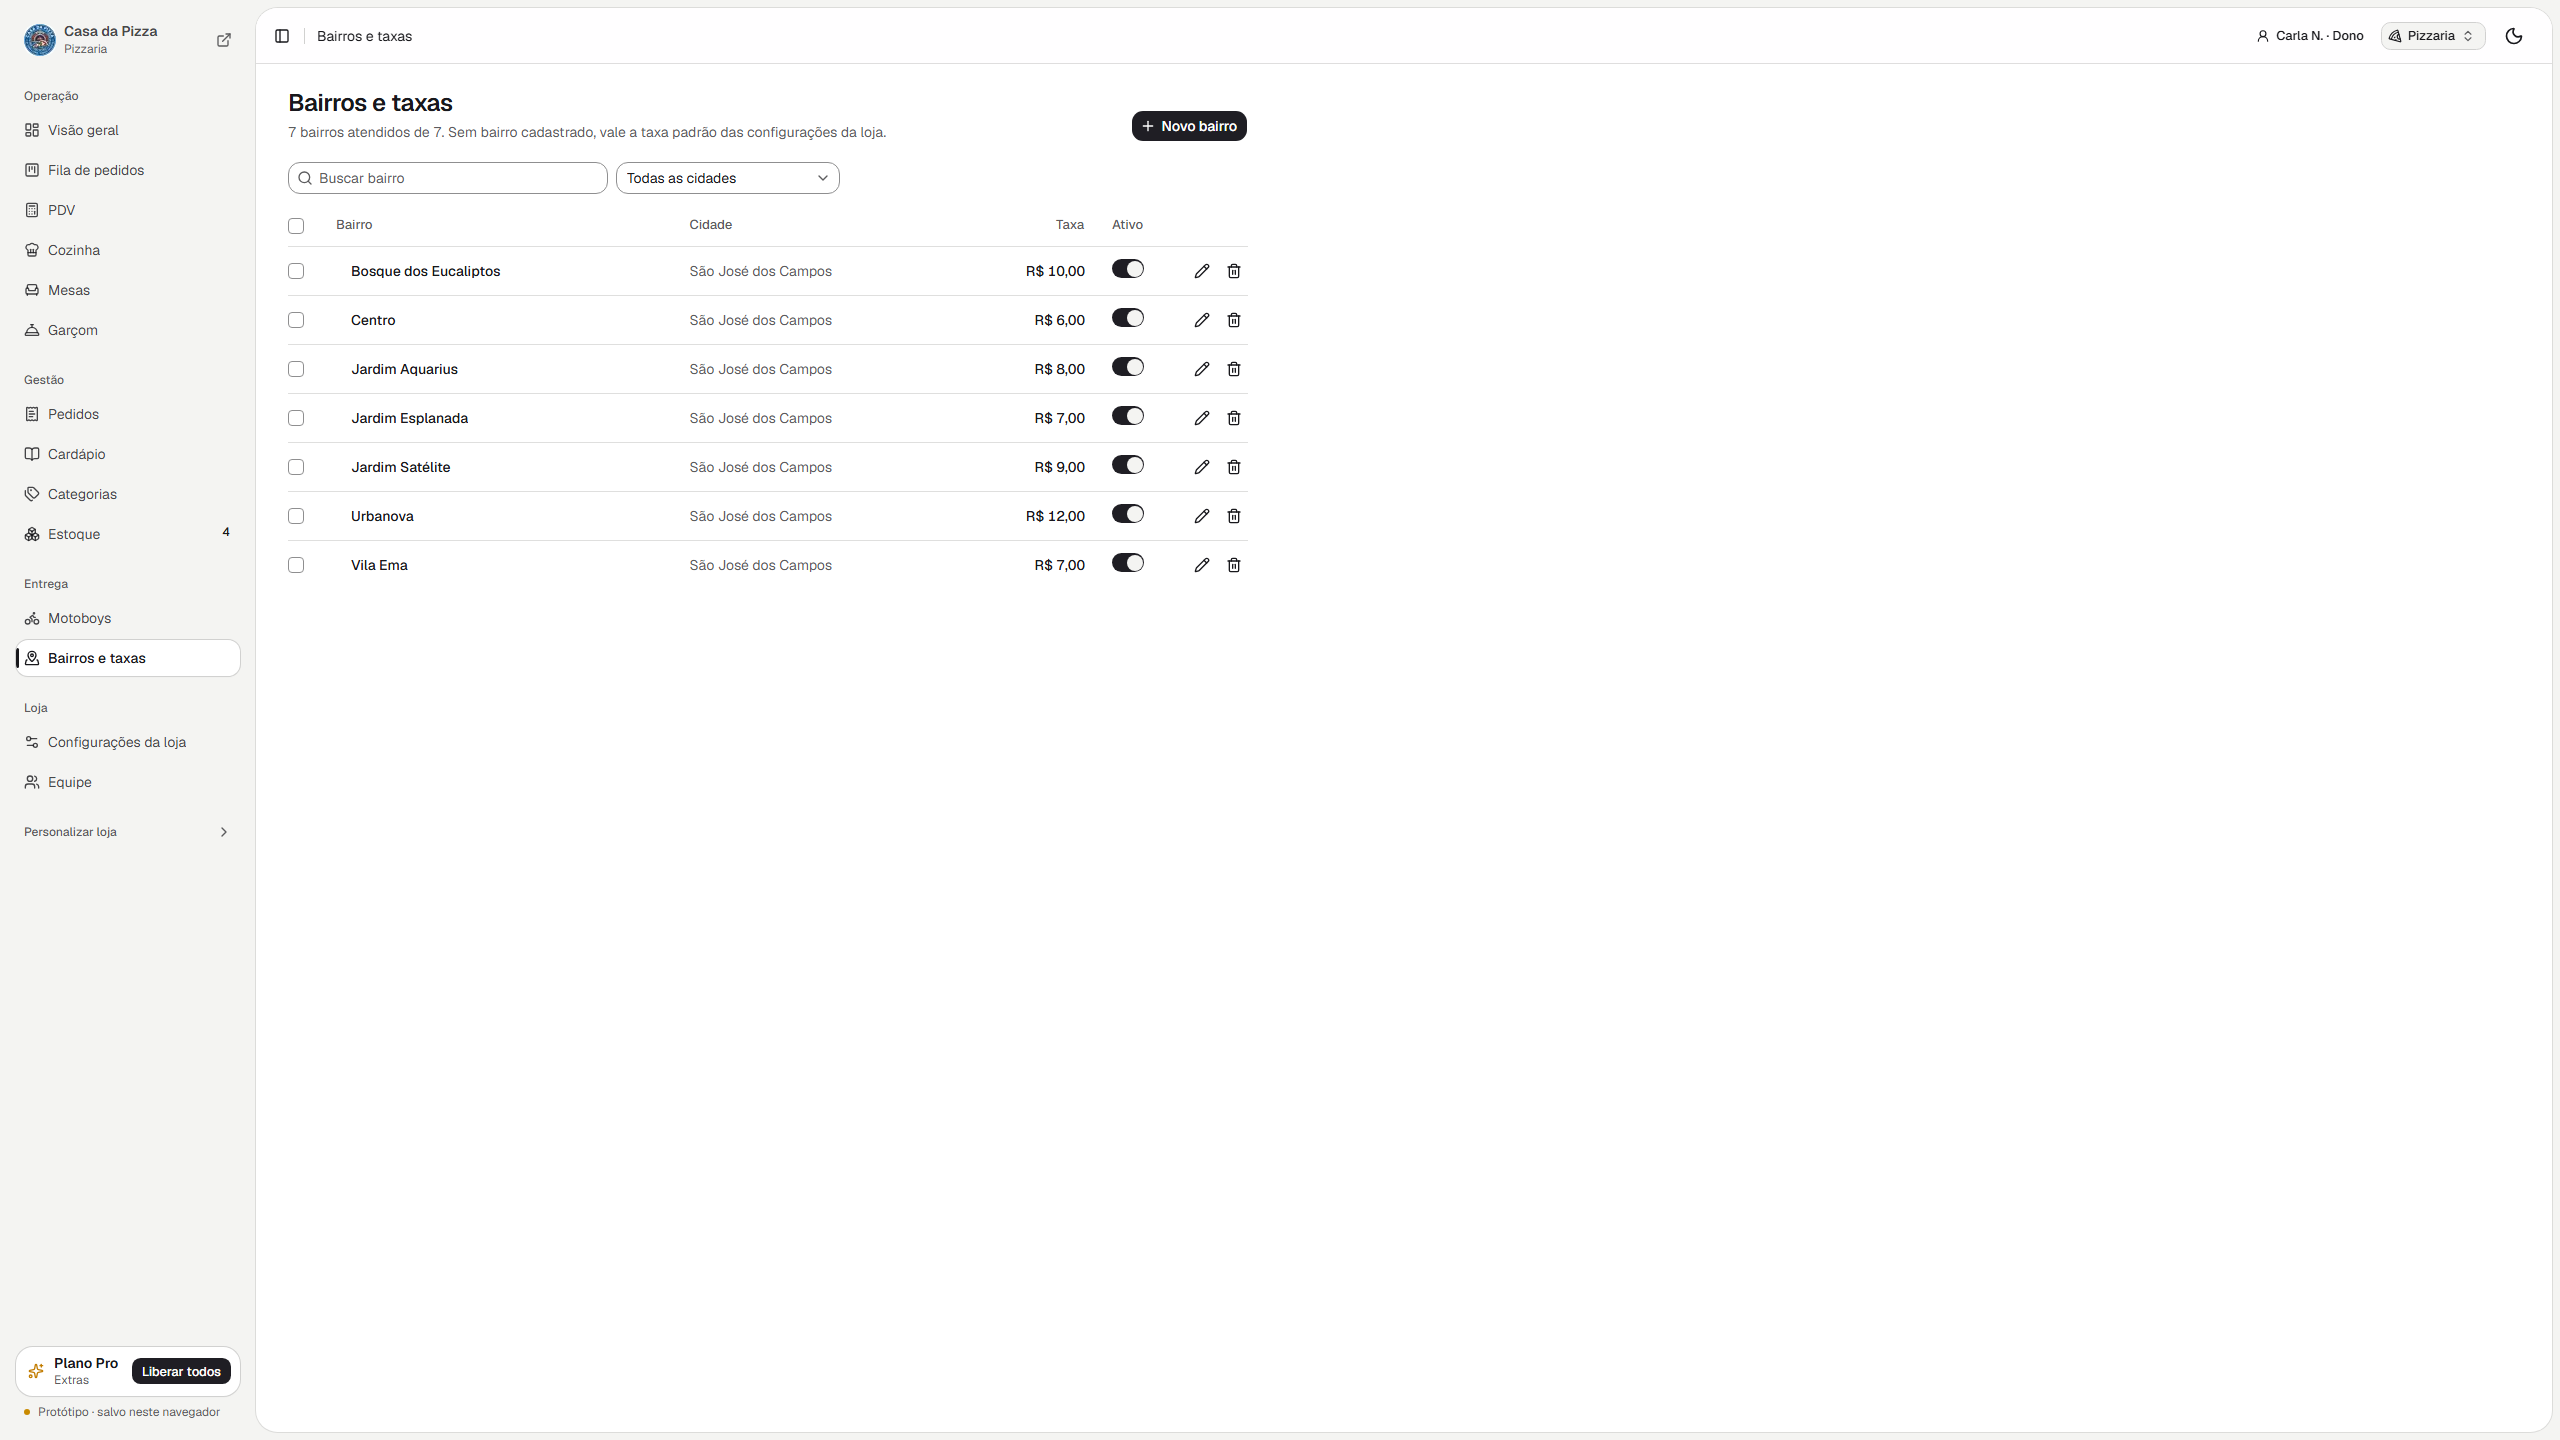 Casa da Pizza
Pizzaria
Operação
Visão geral
Fila de pedidos
PDV
Cozinha
Mesas
Garçom
Gestão
Pedidos
Cardápio
Categorias
Estoque 4
Entrega
Motoboys
Bairros e taxas
Loja
Configurações da loja
Equipe
Personalizar loja
Plano Pro
Extras
Liberar todos
Protótipo · salvo neste navegador
Bairros e taxas
Carla N. · Dono
Pizzaria
Bairros e taxas
7 bairros atendidos de 7. Sem bairro cadastrado, vale a taxa padrão das configurações da loja.
Novo bairro
Buscar bairro
Todas as cidades
Bairro Cidade Taxa Ativo
Bosque dos Eucaliptos São José dos Campos R$ 10,00
Centro São José dos Campos R$ 6,00
Jardim Aquarius São José dos Campos R$ 8,00
Jardim Esplanada São José dos Campos R$ 7,00
Jardim Satélite São José dos Campos R$ 9,00
Urbanova São José dos Campos R$ 12,00
Vila Ema São José dos Campos R$ 7,00